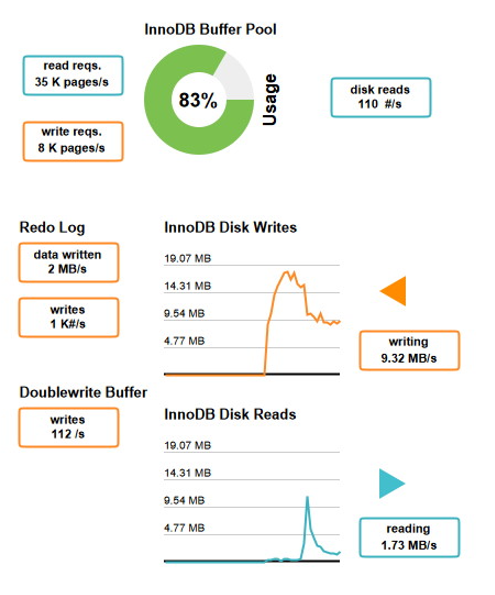 InnoDB Buffer Pool
read reqs.
35 K pages/s
83%
Usage
disk reads
110 #/s
write reqs.
8 K pages/s
Redo Log
data written
2 MB/s
writes
1 K#/s
InnoDB Disk Writes
19.07 MB
14.31 MB
9.54 MB
4.77 MB
writing
9.32 MB/s
Doublewrite Buffer
writes
112 /s
InnoDB Disk Reads
19.07 MB
14.31 MB
9.54 MB
4.77 MB
reading
1.73 MB/s